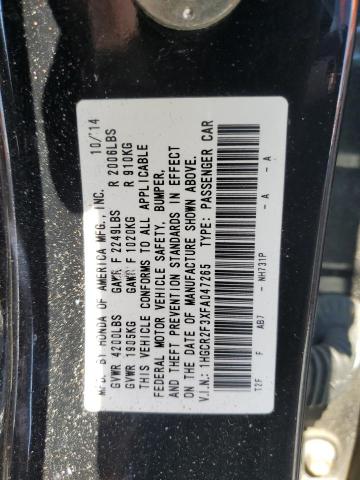 MFD. BY HONDA OF AMERICA MFG., INC. 10/14
GVWR 4200LBS GAWR F 2249LBS R 2006LBS
GVWR 1905KG GAWR F 1020KG R 910KG
THIS VEHICLE CONFORMS TO ALL APPLICABLE
FEDERAL MOTOR VEHICLE SAFETY, BUMPER,
AND THEFT PREVENTION STANDARDS IN EFFECT
ON THE DATE OF MANUFACTURE SHOWN ABOVE.
V.I.N.: 1HGCR2F3XFA047265 TYPE: PASSENGER CAR
F AB7 NH731P - A - A
T2F